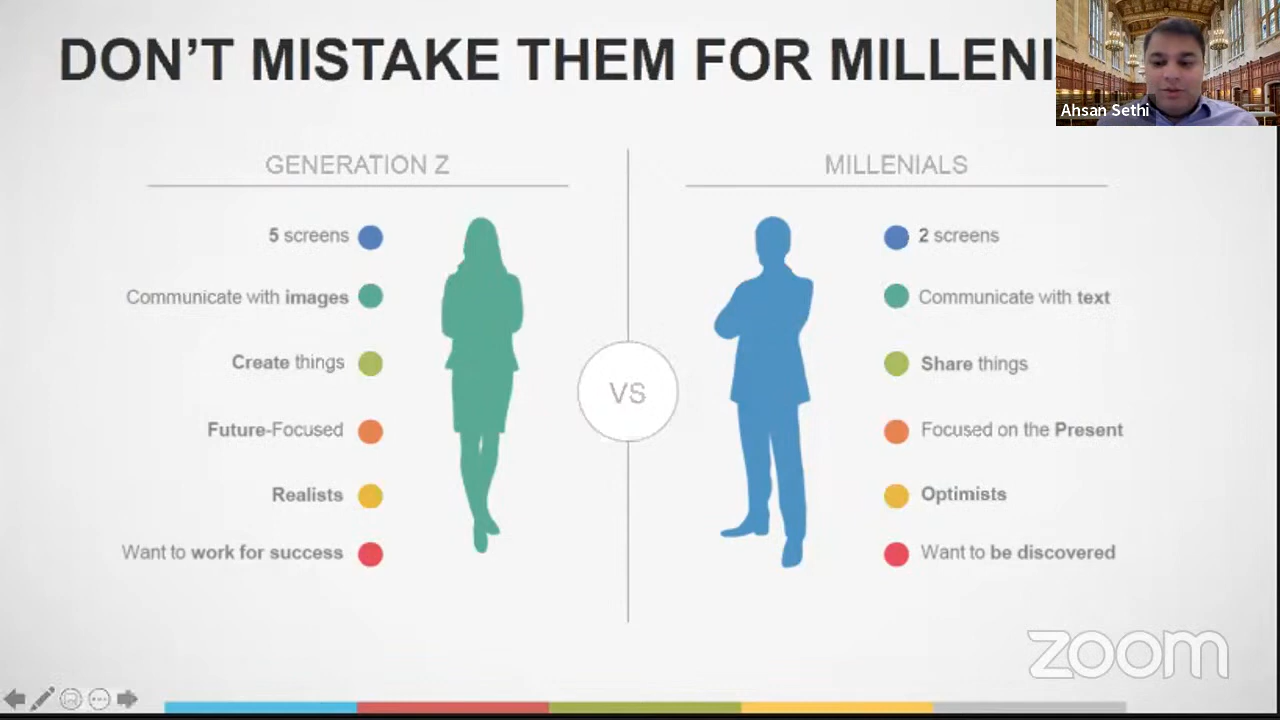 DON'T MISTAKE THEM FOR MILLENI
Ahsan Sethi
GENERATION Z
5 screens
Communicate with images
Create things
Future-Focused
Realists
Want to work for success
VS
MILLENIALS
2 screens
Communicate with text
Share things
Focused on the Present
Optimists
Want to be discovered
zoom